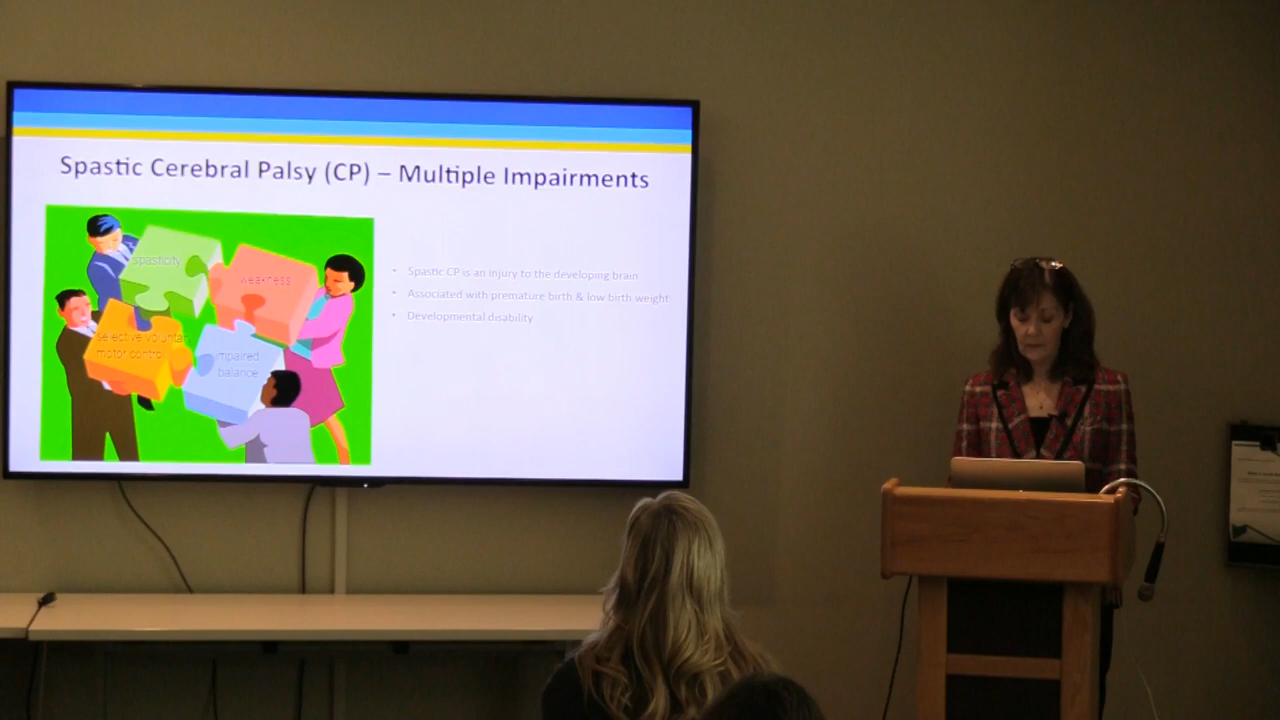 Spastic Cerebral Palsy (CP) – Multiple Impairments
spasticity
weakness
selective voluntar
motor control
impaired
balance
• Spastic CP is an injury to the developing brain
• Associated with premature birth & low birth weight
• Developmental disability